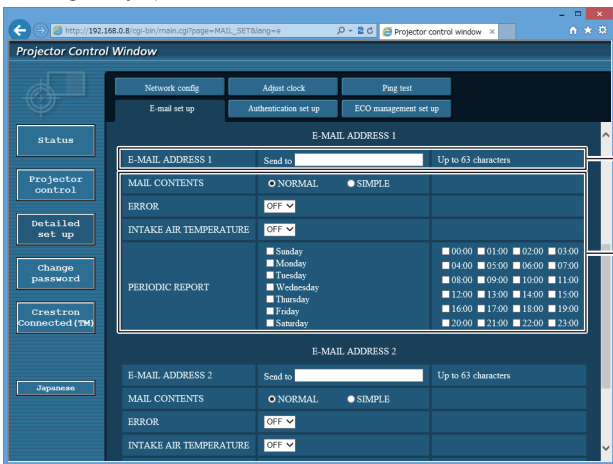 http://192.168.0.8/cgi-bin/main.cgi?page=MAIL_SET&lang=e
Projector control window
Projector Control Window
Network config Adjust clock Ping test
E-mail set up Authentication set up ECO management set up
Status
Projector control
Detailed set up
Change password
Crestron Connected(TM)
Japanese
E-MAIL ADDRESS 1
E-MAIL ADDRESS 1 Send to Up to 63 characters
MAIL CONTENTS NORMAL SIMPLE
ERROR OFF
INTAKE AIR TEMPERATURE OFF
PERIODIC REPORT
Sunday
Monday
Tuesday
Wednesday
Thursday
Friday
Saturday
00:00 01:00 02:00 03:00
04:00 05:00 06:00 07:00
08:00 09:00 10:00 11:00
12:00 13:00 14:00 15:00
16:00 17:00 18:00 19:00
20:00 21:00 22:00 23:00
E-MAIL ADDRESS 2
E-MAIL ADDRESS 2 Send to Up to 63 characters
MAIL CONTENTS NORMAL SIMPLE
ERROR OFF
INTAKE AIR TEMPERATURE OFF